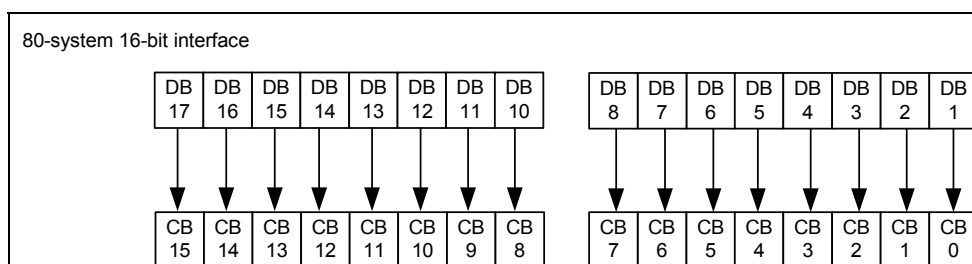 80-system 16-bit interface
DB DB DB DB DB DB DB DB DB DB DB DB DB DB DB DB
17 16 15 14 13 12 11 10 8 7 6 5 4 3 2 1
CB CB CB CB CB CB CB CB CB CB CB CB CB CB CB CB
15 14 13 12 11 10 9 8 7 6 5 4 3 2 1 0